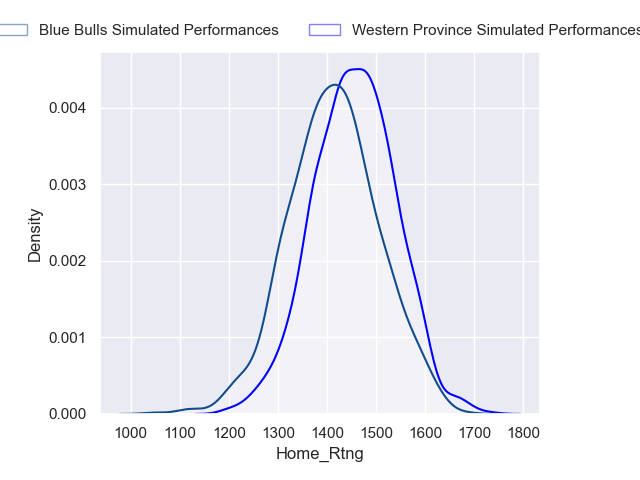 Blue Bulls Simulated Performances Western Province Simulated Performances
0.004
0.003
0.002
0.001
0.000
Density
1000 1100 1200 1300 1400 1500 1600 1700 1800
Home_Rtng